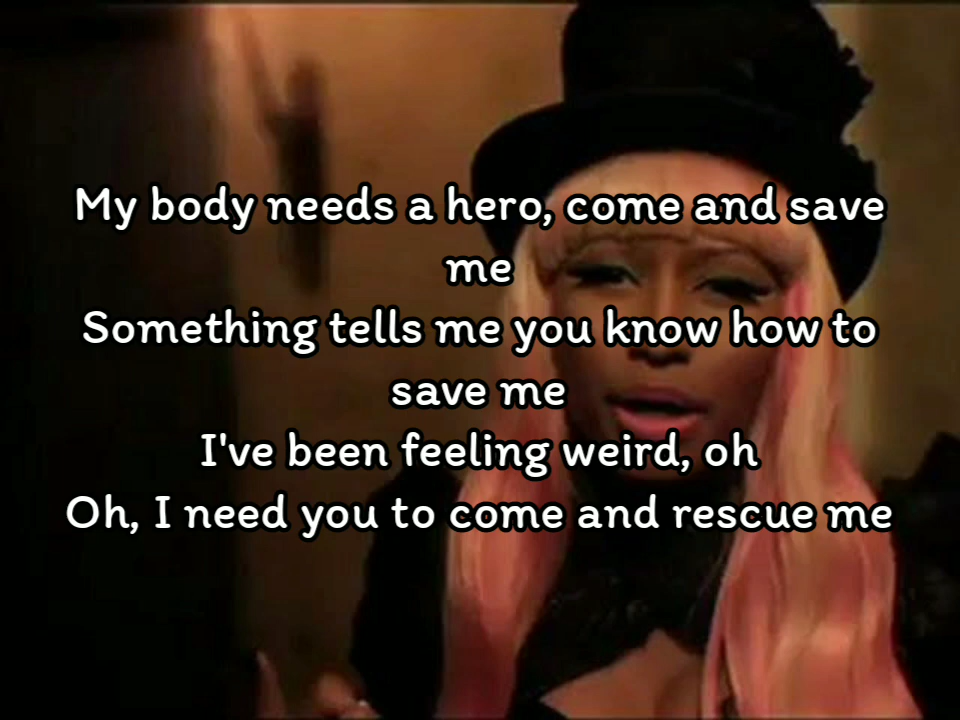 My body needs a hero, come and save
me
Something tells me you know how to
save me
I've been feeling weird, oh
Oh, I need you to come and rescue me